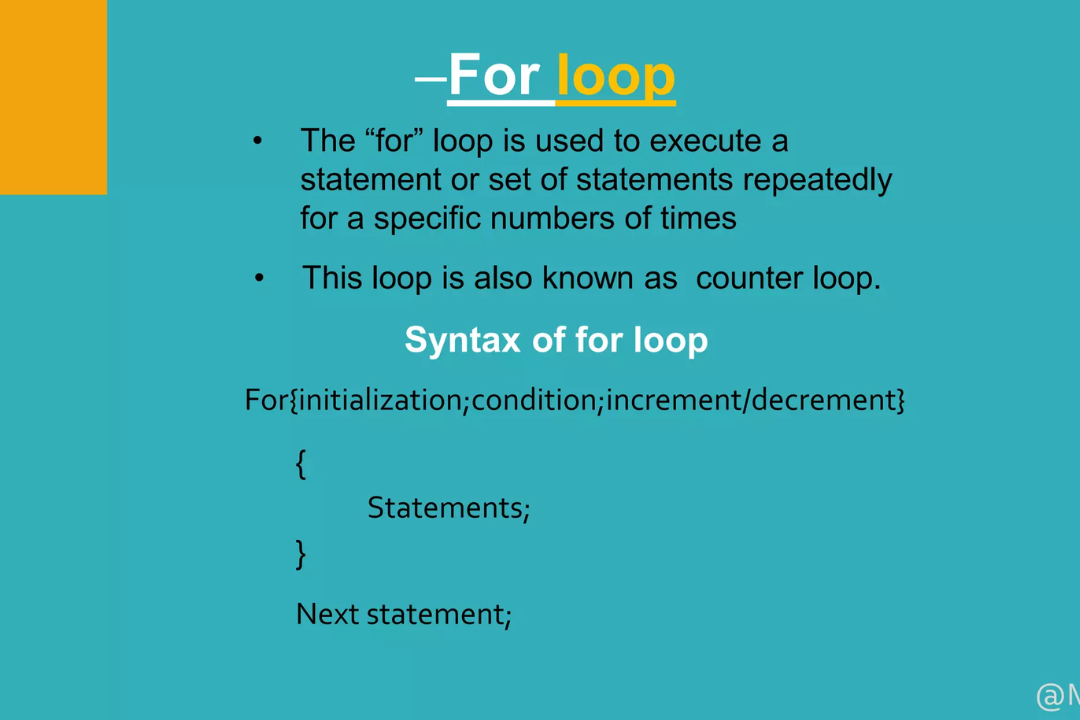 –For loop
• The “for” loop is used to execute a
statement or set of statements repeatedly
for a specific numbers of times
• This loop is also known as counter loop.
Syntax of for loop
For{initialization;condition;increment/decrement}
{
Statements;
}
Next statement;